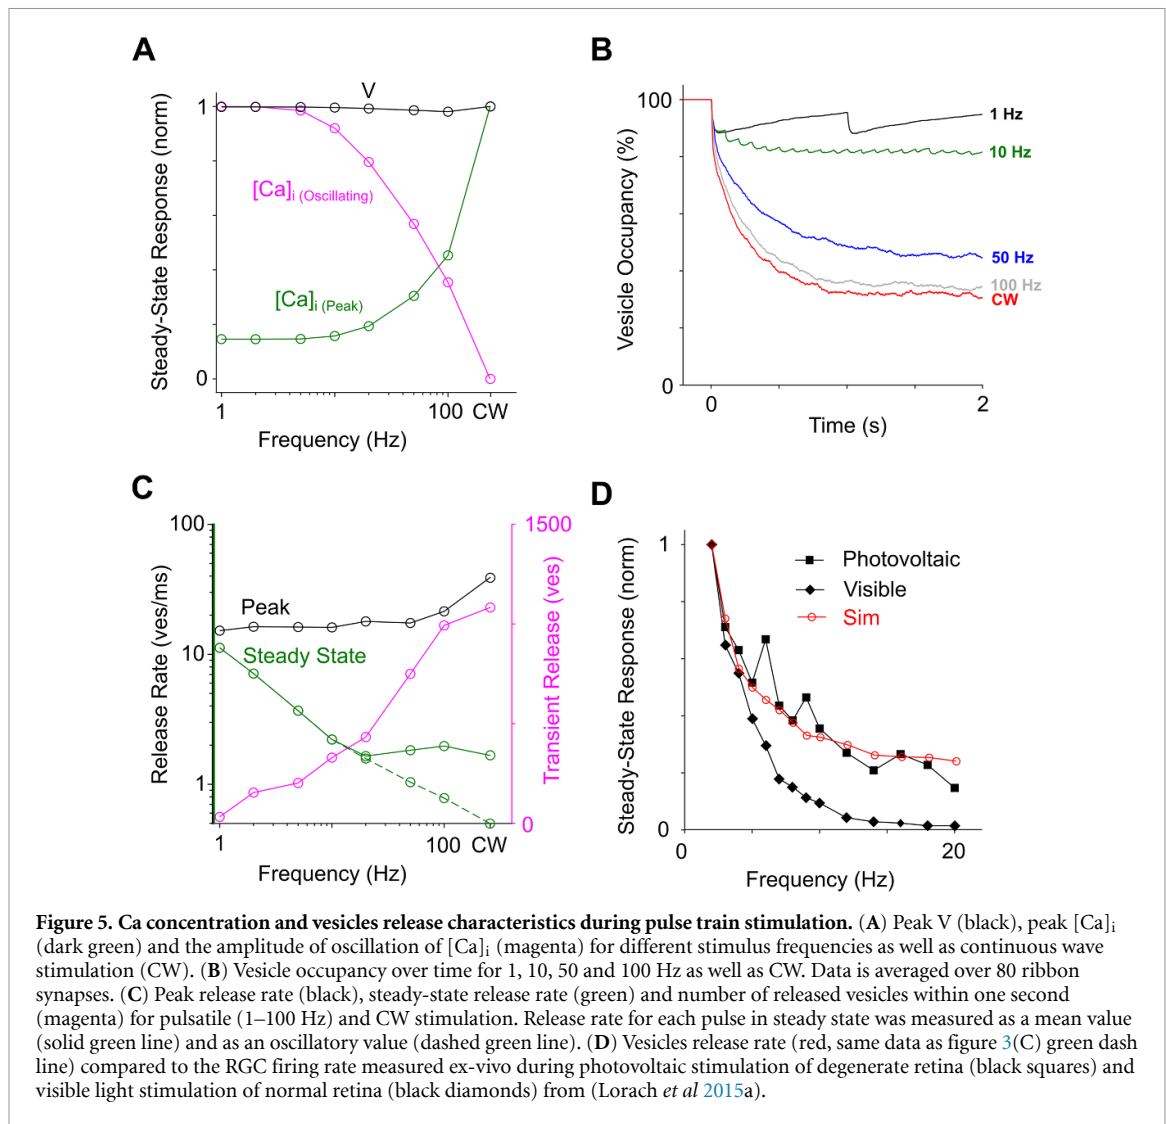 A
Steady-State Response (norm)
1
0
V
[Ca]i (Oscillating)
[Ca]i (Peak)
1
100 CW
Frequency (Hz)
B
Vesicle Occupancy (%)
100
0
1 Hz
10 Hz
50 Hz
100 Hz
CW
0
2
Time (s)
C
Release Rate (ves/ms)
100
10
1
Peak
Steady State
1500
0
Transient Release (ves)
1
100 CW
Frequency (Hz)
D
Steady-State Response (norm)
1
0
Photovoltaic
Visible
Sim
0
20
Frequency (Hz)
Figure 5. Ca concentration and vesicles release characteristics during pulse train stimulation. (A) Peak V (black), peak [Ca]i
(dark green) and the amplitude of oscillation of [Ca]i (magenta) for different stimulus frequencies as well as continuous wave
stimulation (CW). (B) Vesicle occupancy over time for 1, 10, 50 and 100 Hz as well as CW. Data is averaged over 80 ribbon
synapses. (C) Peak release rate (black), steady-state release rate (green) and number of released vesicles within one second
(magenta) for pulsatile (1–100 Hz) and CW stimulation. Release rate for each pulse in steady state was measured as a mean value
(solid green line) and as an oscillatory value (dashed green line). (D) Vesicles release rate (red, same data as figure 3(C) green dash
line) compared to the RGC firing rate measured ex-vivo during photovoltaic stimulation of degenerate retina (black squares) and
visible light stimulation of normal retina (black diamonds) from (Lorach et al 2015a).